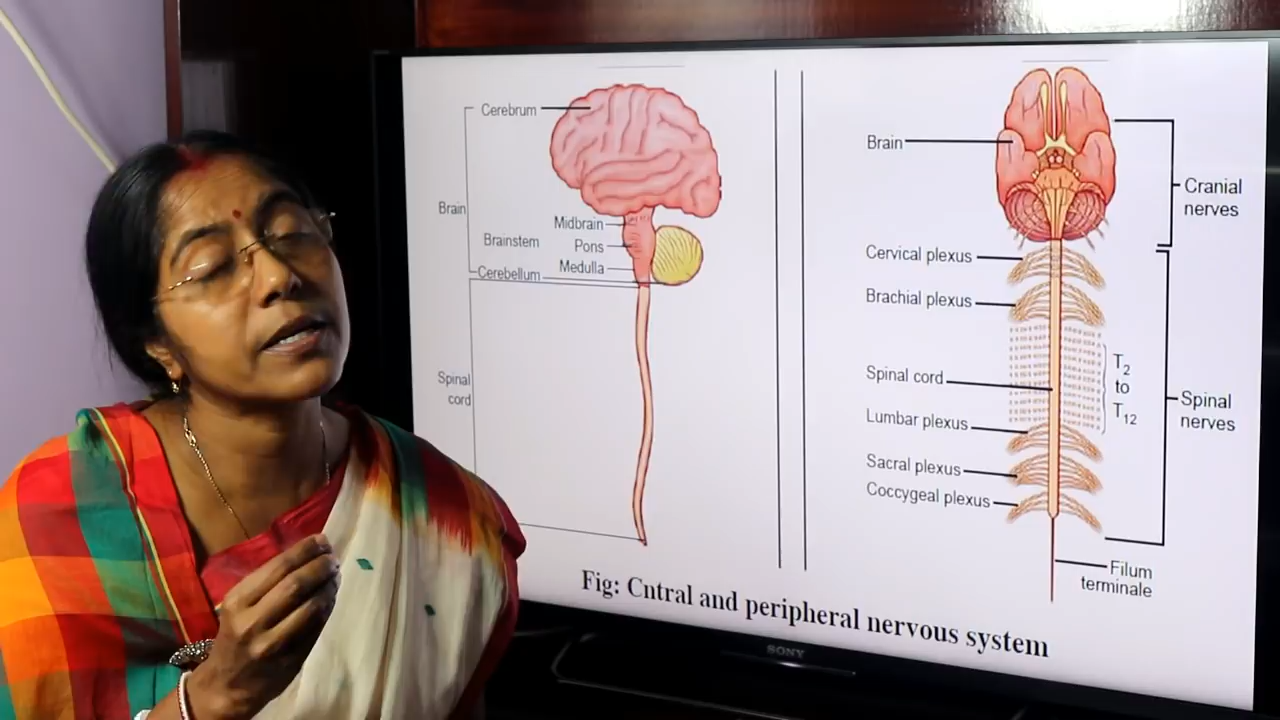 Cerebrum
Brain
Midbrain
Brainstem
Pons
Medulla
Cerebellum
Spinal
cord
Brain
Cranial
nerves
Cervical plexus
Brachial plexus
T2
to
T12
Spinal cord
Spinal
nerves
Lumbar plexus
Sacral plexus
Coccygeal plexus
Filum
terminale
Fig: Cntral and peripheral nervous system
SONY